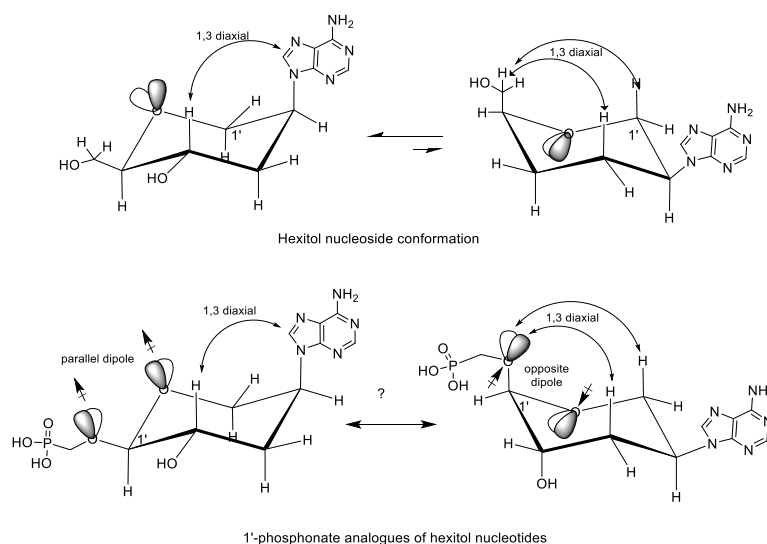 NH2
1,3 diaxial
N
N
N
N
H
H
H
1'
H
H
H
HO
HO
H
H
H
H
HO
1,3 diaxial
H
H
H
1'
H
NH2
N
N
N
N
H
H
H
H
Hexitol nucleoside conformation
NH2
1,3 diaxial
N
N
N
N
parallel dipole
H
H
H
O
HO
P
HO
1'
H
H
HO
H
H
?
1,3 diaxial
O
HO
P
OH
opposite
dipole
H
H
H
1'
H
NH
N
N
N
N
H
OH
H
1'-phosphonate analogues of hexitol nucleotides